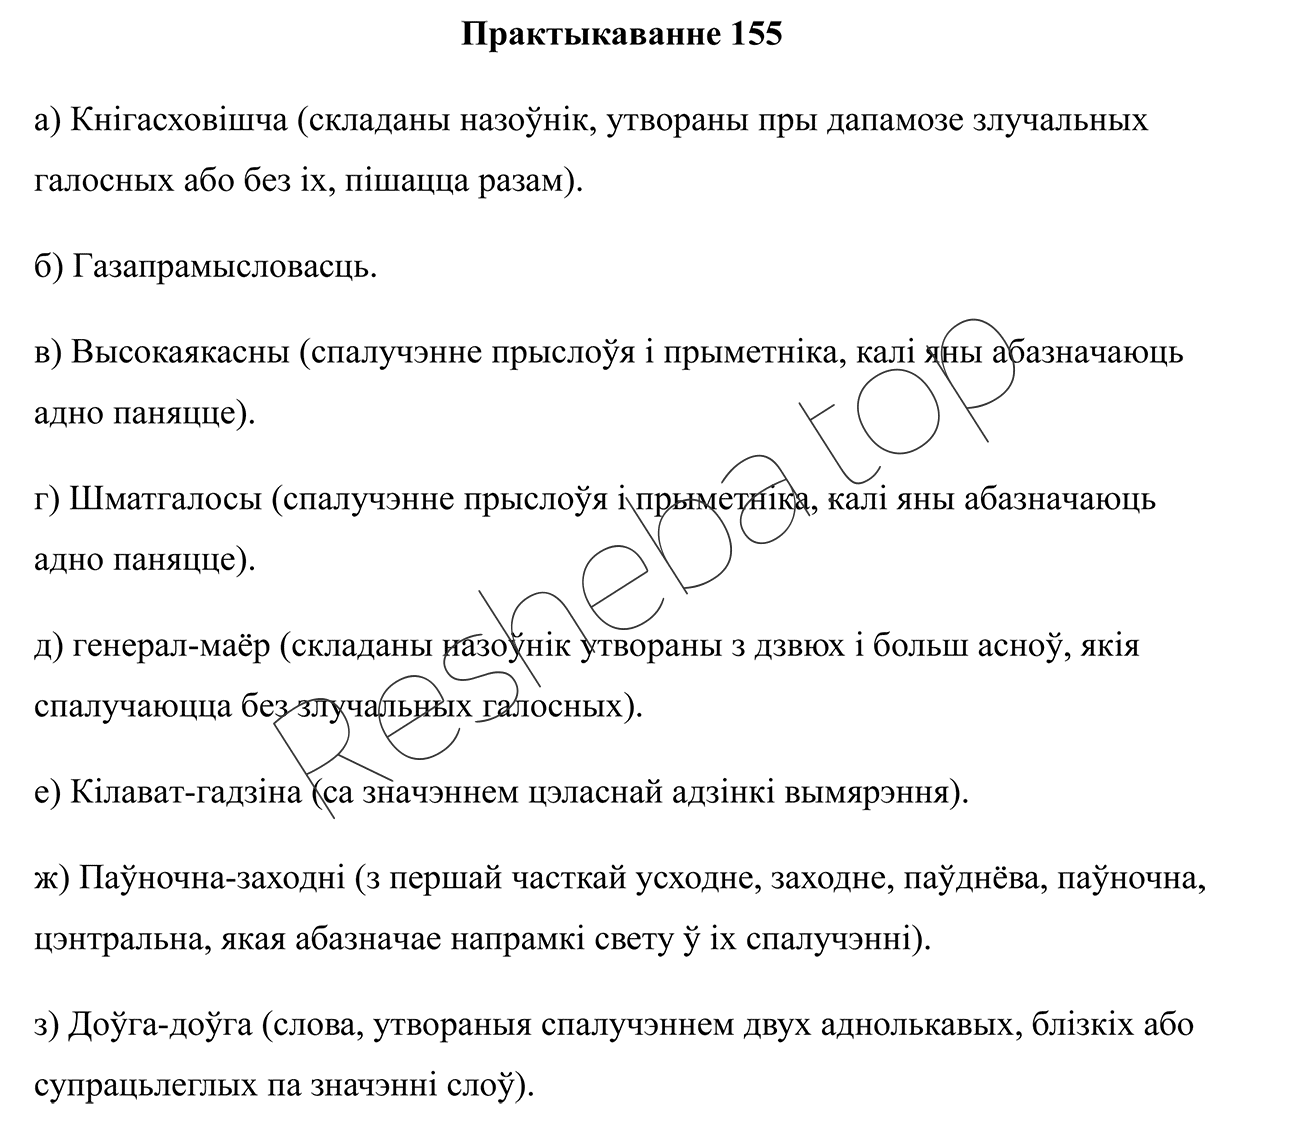 Практыкаванне 155
а) Кнігасховішча (складаны назоўнік, утвораны пры дапамозе злучальных
галосных або без іх, пішацца разам).
б) Газапрамысловасць.
в) Высокаякасны (спалучэнне прыслоўя і прыметніка, калі яны абазначаюць
адно паняцце).
г) Шматгалосы (спалучэнне прыслоўя і прыметніка, калі яны абазначаюць
адно паняцце).
д) генерал-маёр (складаны назоўнік утвораны з дзвюх і больш асноў, якія
спалучаюцца без злучальных галосных).
е) Кілават-гадзіна (са значэннем цэласнай адзінкі вымярэння).
ж) Паўночна-заходні (з першай часткай усходне, заходне, паўднёва, паўночна,
цэнтральна, якая абазначае напрамкі свету ў іх спалучэнні).
з) Доўга-доўга (слова, утвораныя спалучэннем двух аднолькавых, блізкіх або
супрацьлеглых па значэнні слоў).
Resheba top